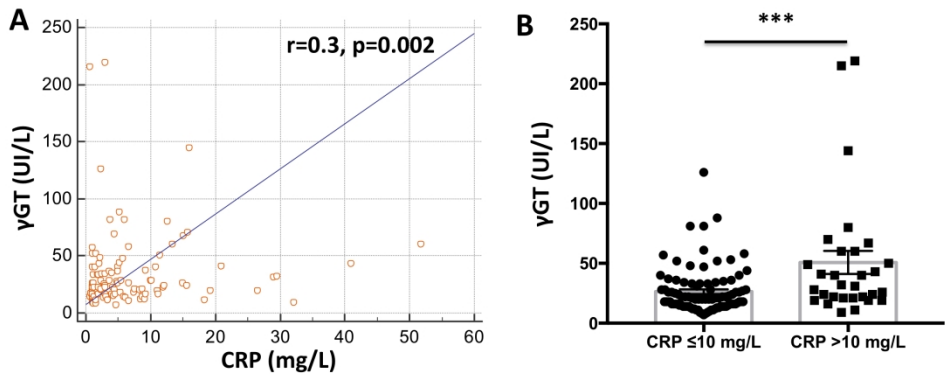 A
r=0.3, p=0.002
γGT (UI/L)
250
200
150
100
50
0
0 10 20 30 40 50 60
CRP (mg/L)
B
***
γGT (UI/L)
250
200
150
100
50
0
CRP ≤10 mg/L CRP >10 mg/L